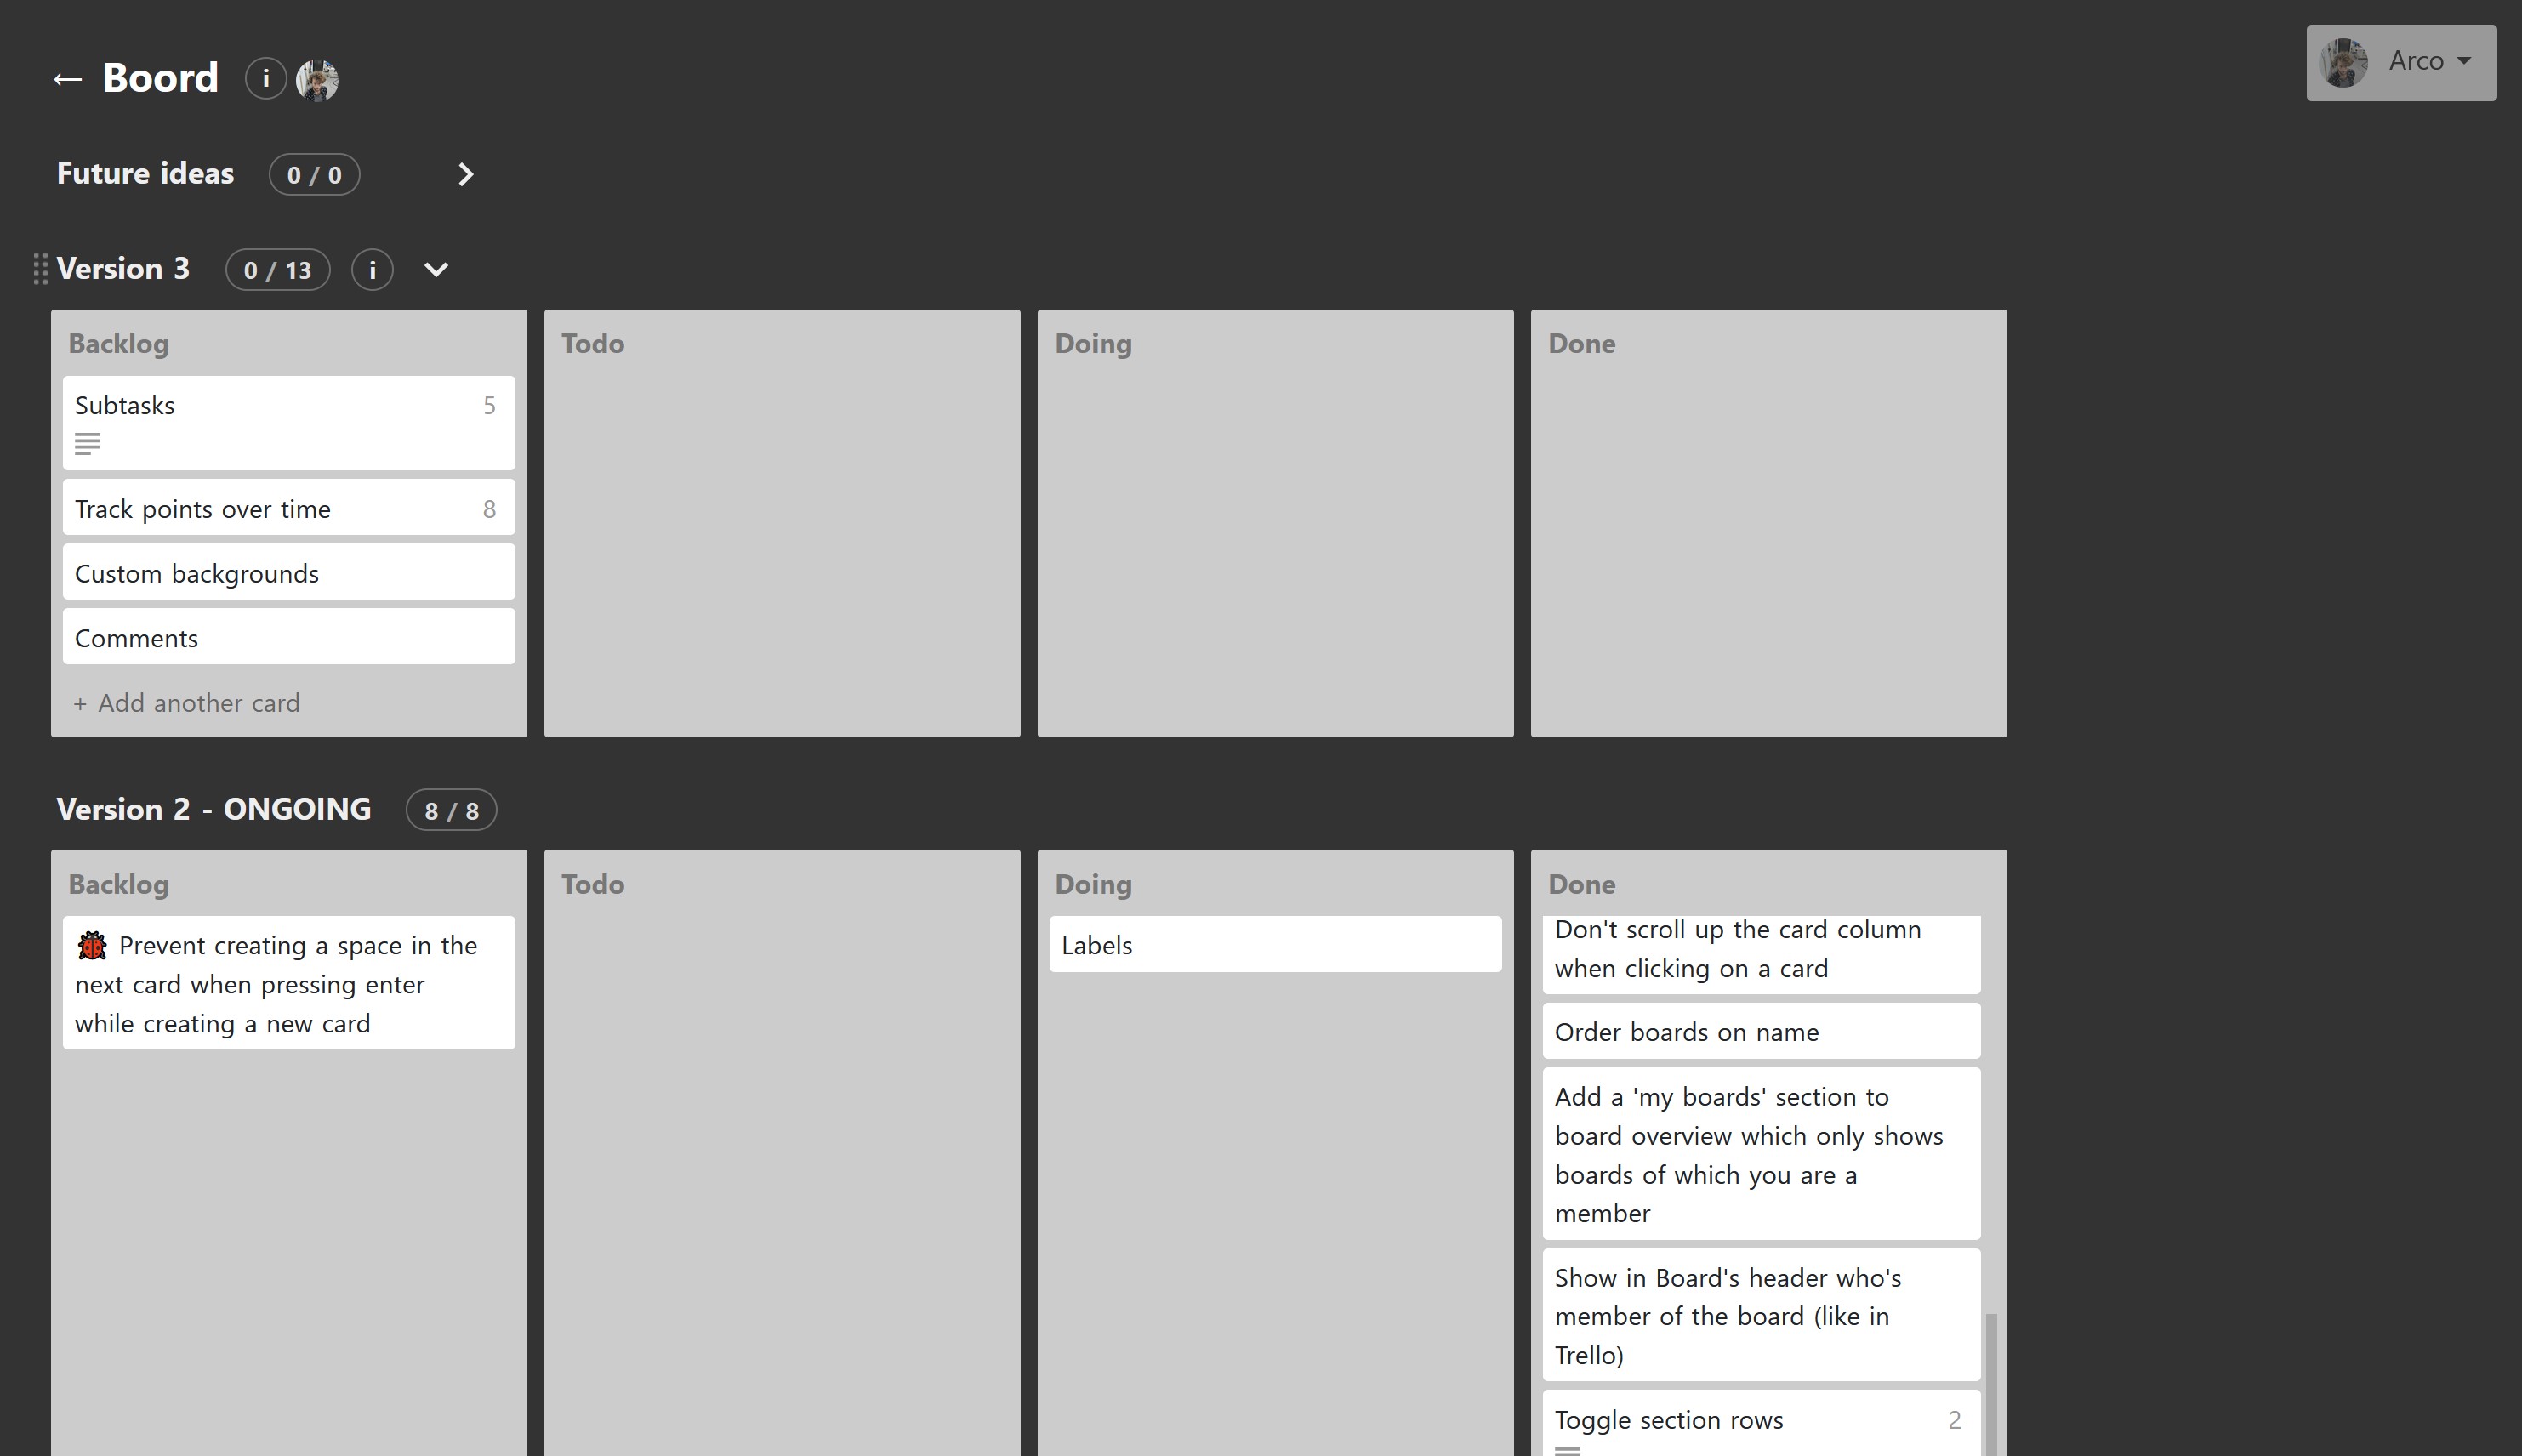 ← Boord i
Arco
Future ideas 0 / 0
Version 3 0 / 13 i
Backlog
Subtasks 5
Track points over time 8
Custom backgrounds
Comments
+ Add another card
Todo
Doing
Done
Version 2 - ONGOING 8 / 8
Backlog
🐞 Prevent creating a space in the
next card when pressing enter
while creating a new card
Todo
Doing
Labels
Done
Don't scroll up the card column
when clicking on a card
Order boards on name
Add a 'my boards' section to
board overview which only shows
boards of which you are a
member
Show in Board's header who's
member of the board (like in
Trello)
Toggle section rows 2